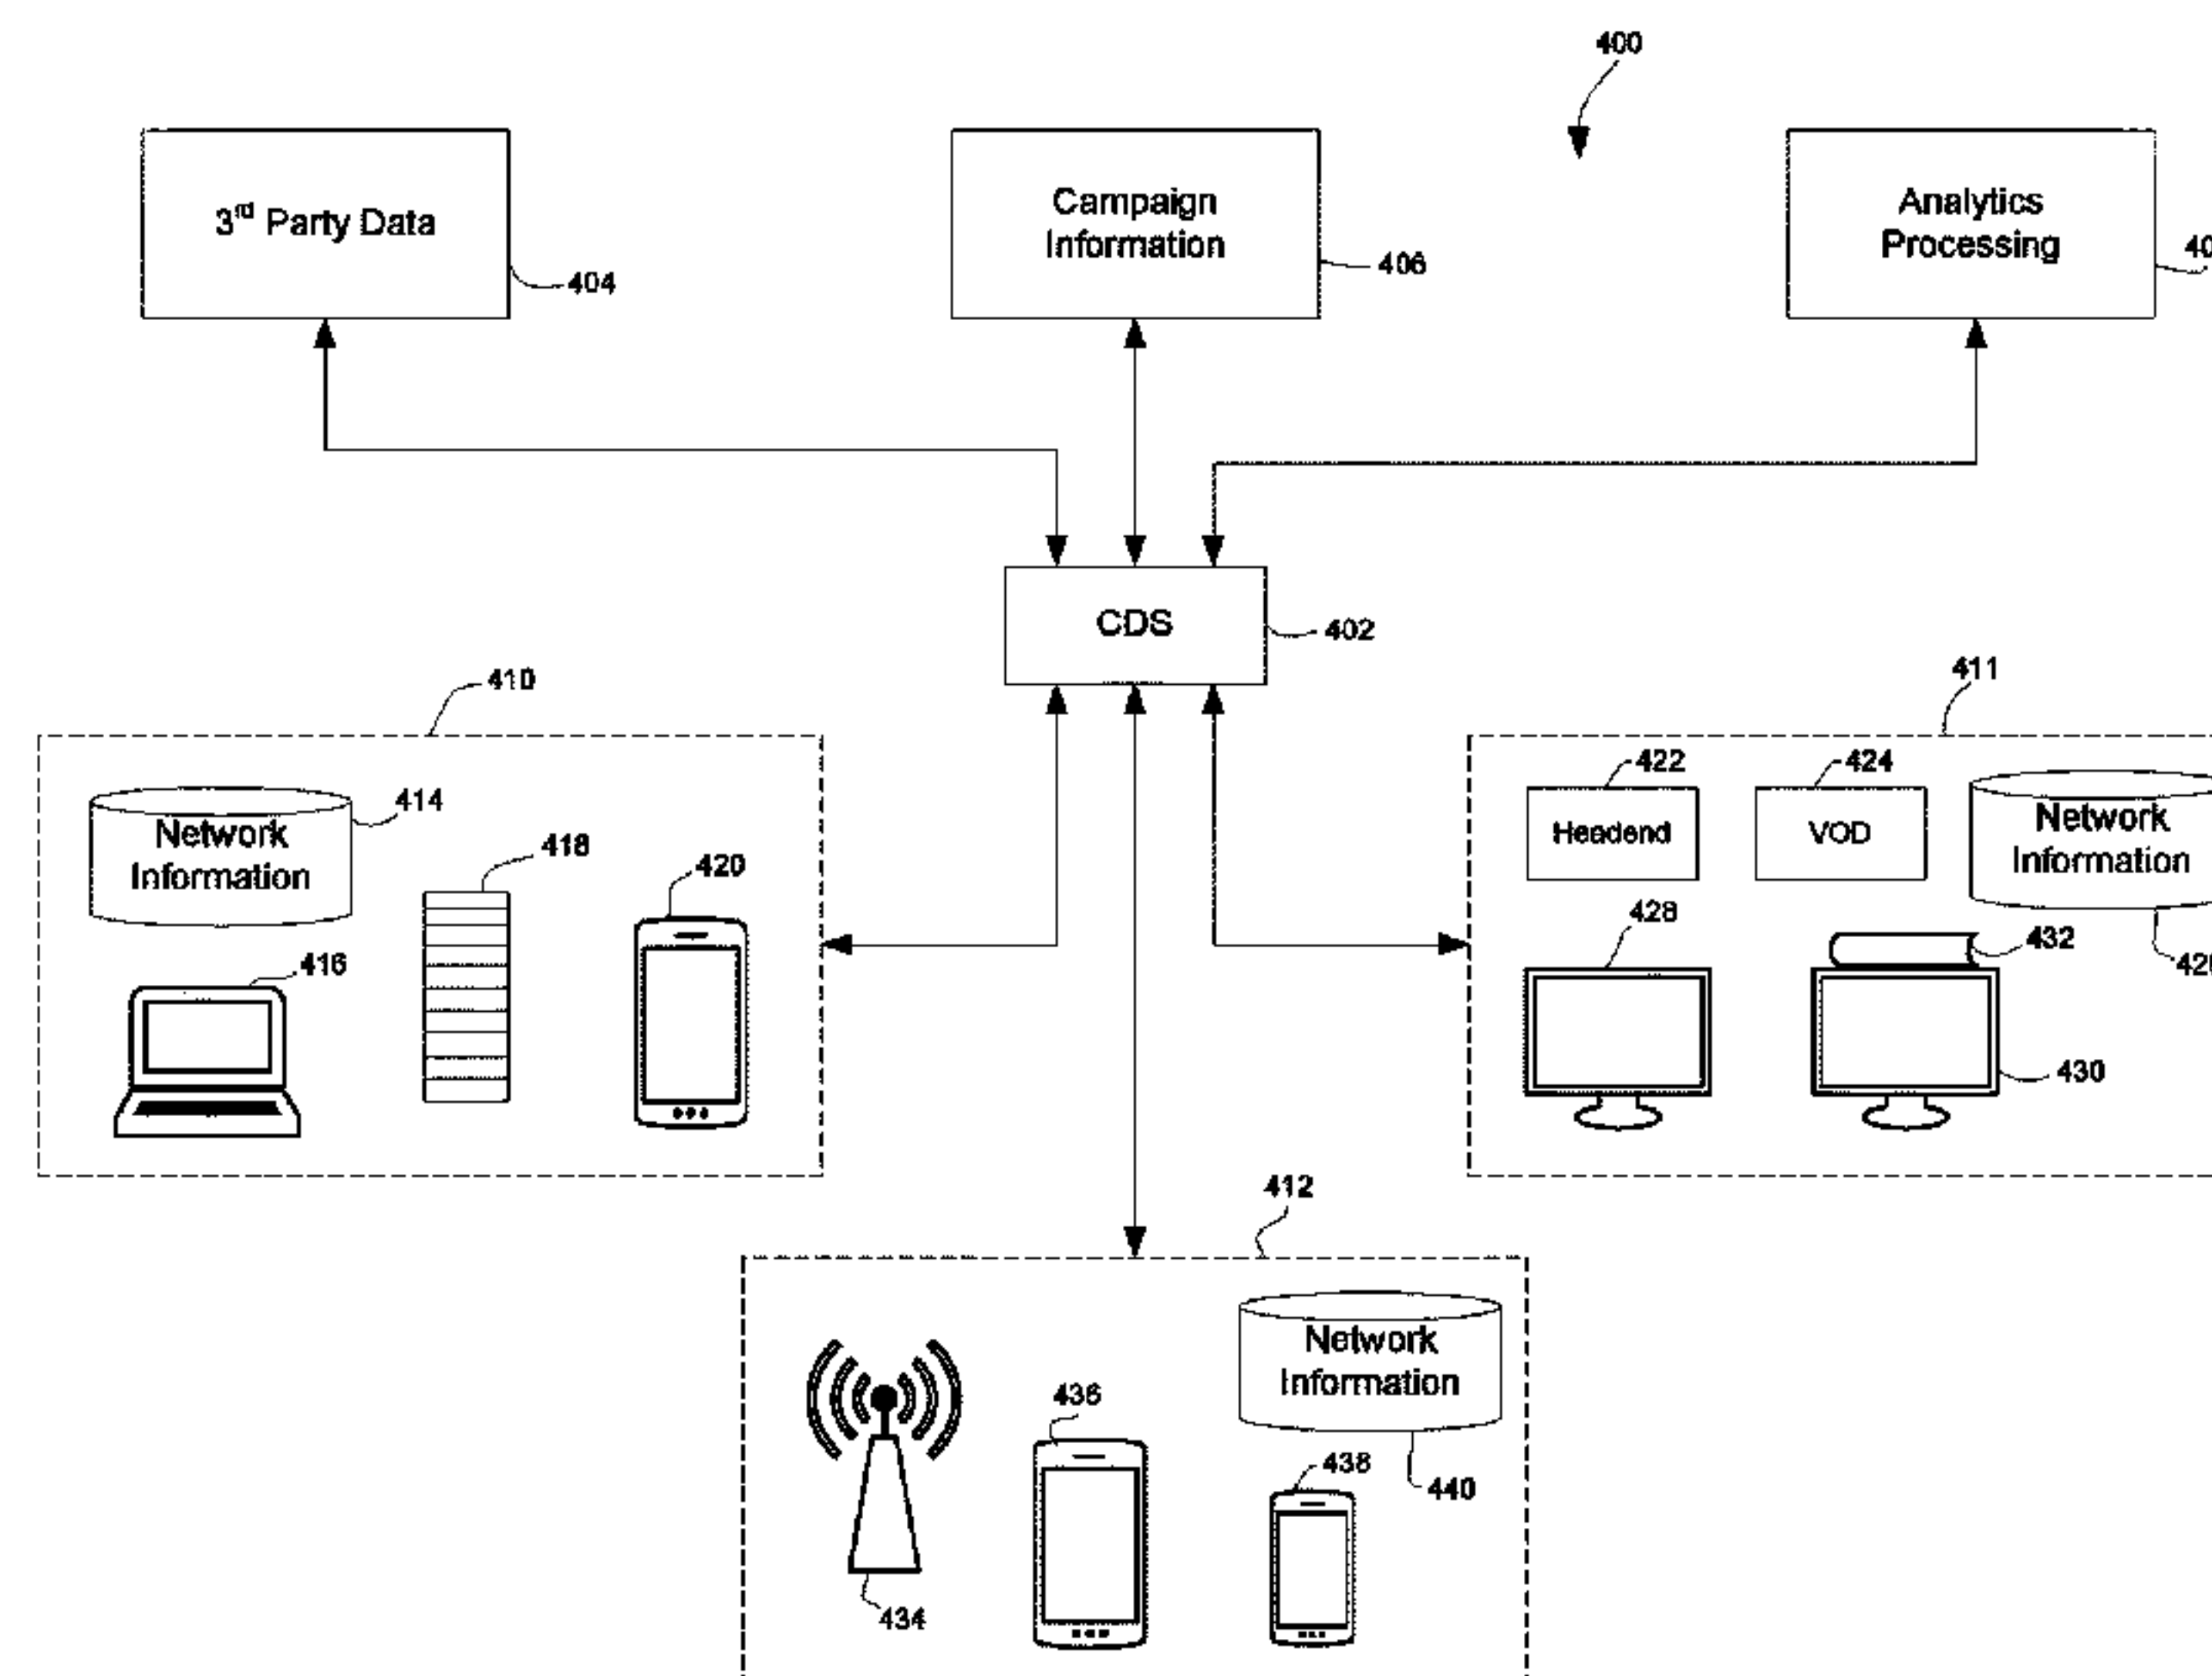 400
3rd Party Data
404
Campaign
Information
406
Analytics
Processing
CDS
402
410
411
Network
Information
414
418
420
416
422
Headend
424
VOD
Network
Information
428
432
430
412
434
436
438
Network
Information
440